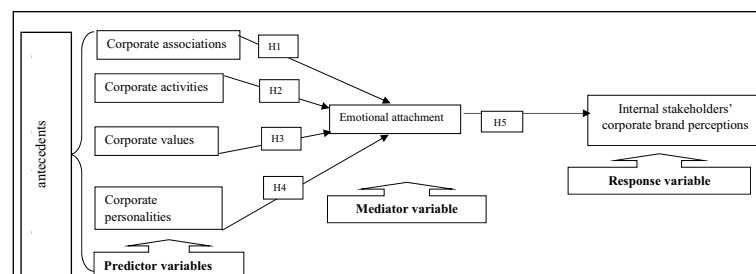 antecedents
Corporate associations
H1
Corporate activities
H2
Corporate values
H3
Corporate
personalities
H4
Predictor variables
Emotional attachment
Mediator variable
H5
Internal stakeholders'
corporate brand perceptions
Response variable